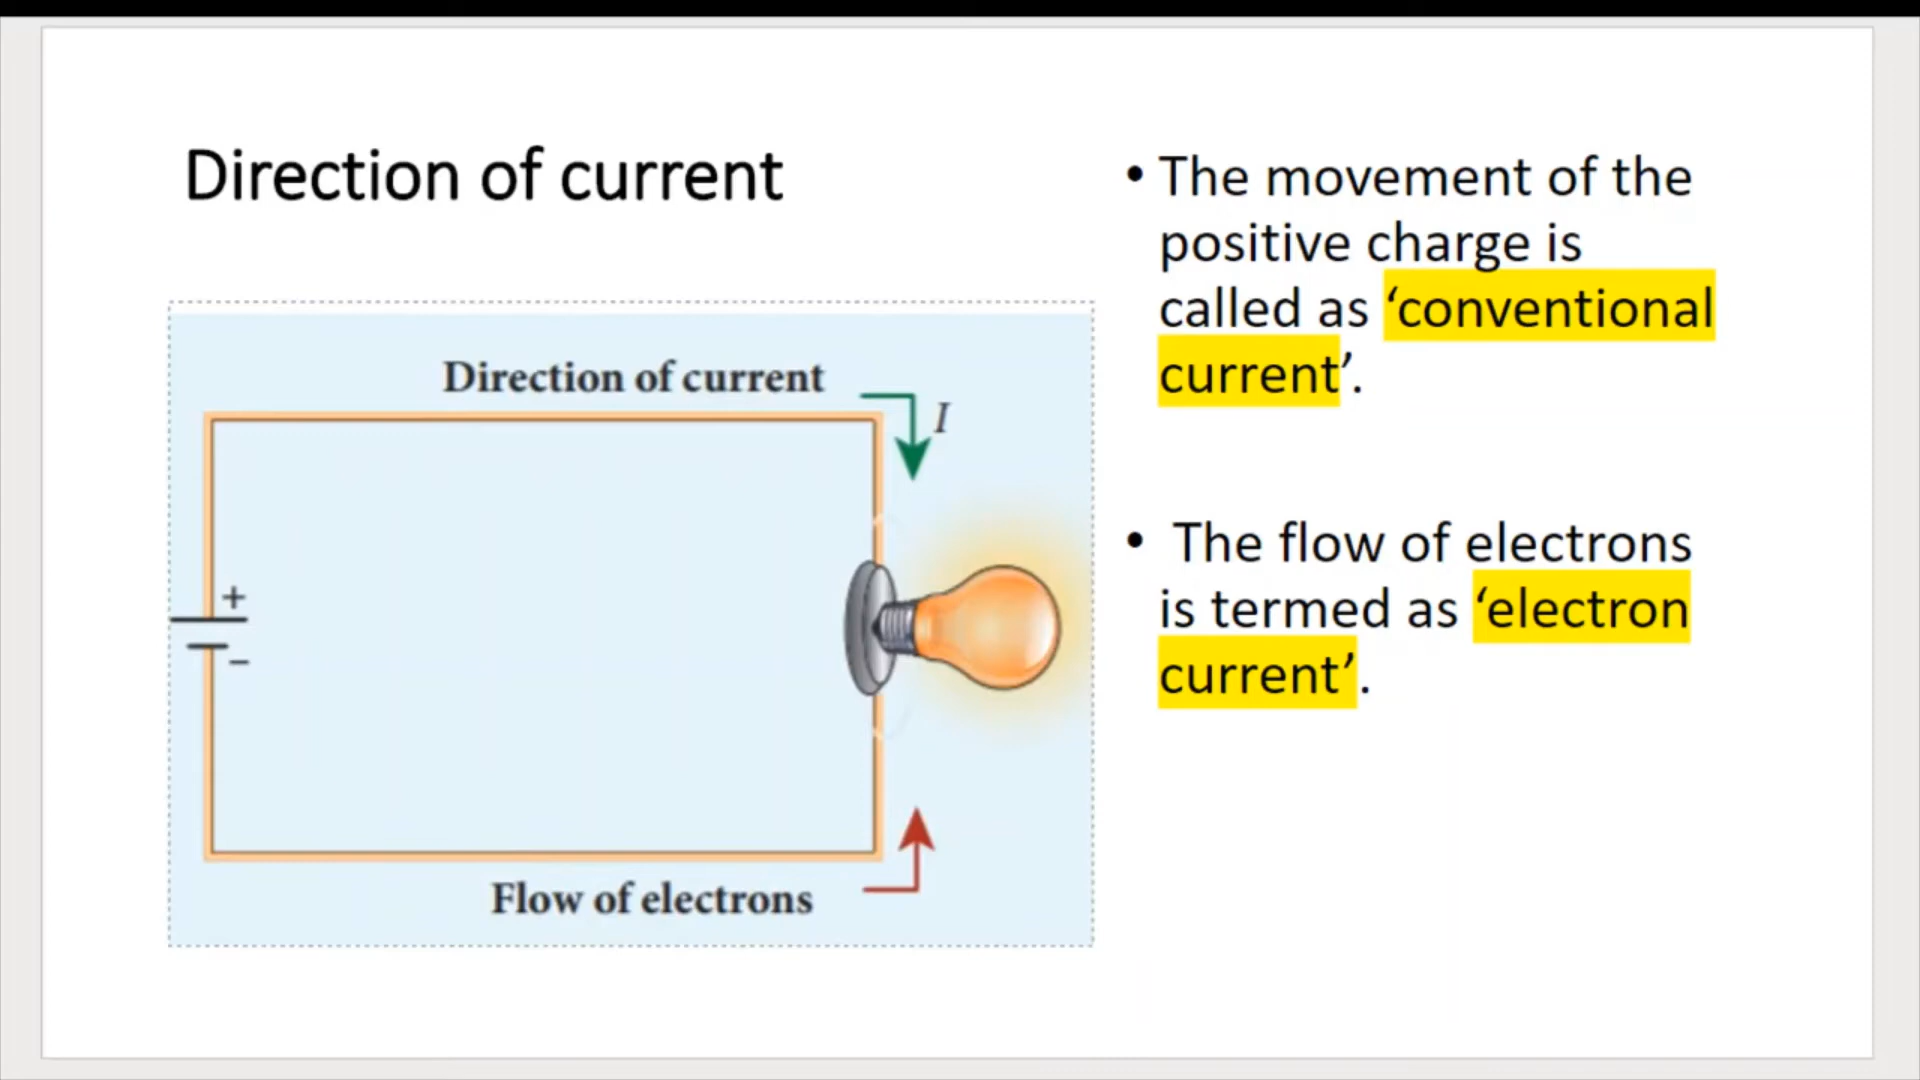 Direction of current
Direction of current
I
+
−
Flow of electrons
• The movement of the
positive charge is
called as ‘conventional
current’.
• The flow of electrons
is termed as ‘electron
current’.